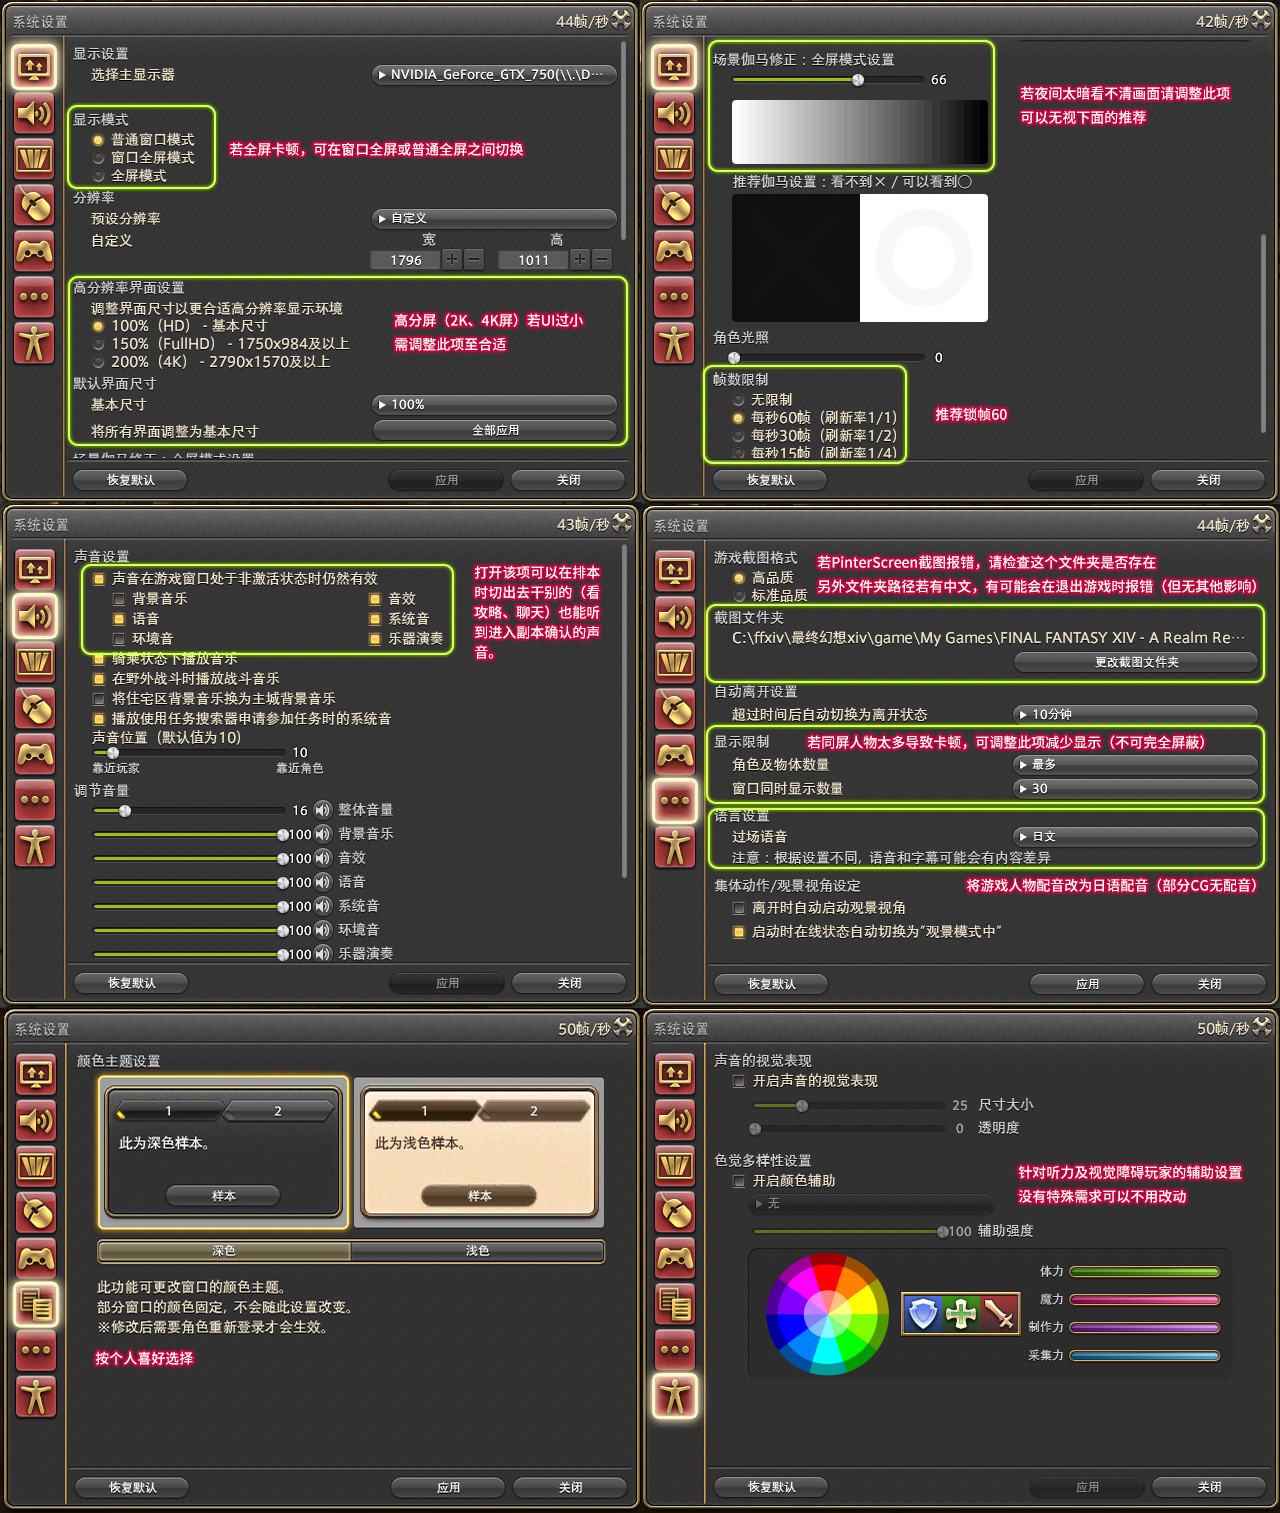 系统设置
44帧/秒
显示设置
选择主显示器
NVIDIA_GeForce_GTX_750(\\.\D…
显示模式
普通窗口模式
窗口全屏模式
全屏模式
若全屏卡顿，可在窗口全屏或普通全屏之间切换
分辨率
预设分辨率
自定义
自定义
宽
高
1796
1011
高分辨率界面设置
调整界面尺寸以更合适高分辨率显示环境
100%（HD） - 基本尺寸
150%（FullHD） - 1750x984及以上
200%（4K） - 2790x1570及以上
高分屏（2K、4K屏）若UI过小
需调整此项至合适
默认界面尺寸
基本尺寸
100%
将所有界面调整为基本尺寸
全部应用
场景伽马修正：全屏模式设置
恢复默认
应用
关闭
系统设置
42帧/秒
场景伽马修正：全屏模式设置
66
若夜间太暗看不清画面请调整此项
可以无视下面的推荐
推荐伽马设置：看不到× / 可以看到○
角色光照
0
帧数限制
无限制
每秒60帧（刷新率1/1）
每秒30帧（刷新率1/2）
每秒15帧（刷新率1/4）
推荐锁帧60
恢复默认
应用
关闭
系统设置
43帧/秒
声音设置
声音在游戏窗口处于非激活状态时仍然有效
背景音乐
音效
语音
系统音
环境音
乐器演奏
打开该项可以在排本
时切出去干别的（看
攻略、聊天）也能听
到进入副本确认的声
音。
骑乘状态下播放音乐
在野外战斗时播放战斗音乐
将住宅区背景音乐换为主城背景音乐
播放使用任务搜索器申请参加任务时的系统音
声音位置（默认值为10）
10
靠近玩家
靠近角色
调节音量
16 整体音量
100 背景音乐
100 音效
100 语音
100 系统音
100 环境音
100 乐器演奏
恢复默认
应用
关闭
系统设置
44帧/秒
游戏截图格式
高品质
标准品质
若PinterScreen截图报错，请检查这个文件夹是否存在
另外文件夹路径若有中文，有可能会在退出游戏时报错（但无其他影响）
截图文件夹
C:\ffxiv\最终幻想xiv\game\My Games\FINAL FANTASY XIV - A Realm Re…
更改截图文件夹
自动离开设置
超过时间后自动切换为离开状态
10分钟
显示限制
若同屏人物太多导致卡顿，可调整此项减少显示（不可完全屏蔽）
角色及物体数量
最多
窗口同时显示数量
30
语言设置
过场语音
日文
注意：根据设置不同，语音和字幕可能会有内容差异
集体动作/观景视角设定
将游戏人物配音改为日语配音（部分CG无配音）
离开时自动启动观景视角
启动时在线状态自动切换为“观景模式中”
恢复默认
应用
关闭
系统设置
50帧/秒
颜色主题设置
1
2
此为深色样本。
样本
1
2
此为浅色样本。
样本
深色
浅色
此功能可更改窗口的颜色主题。
部分窗口的颜色固定，不会随此设置改变。
※修改后需要角色重新登录才会生效。
按个人喜好选择
恢复默认
应用
关闭
系统设置
50帧/秒
声音的视觉表现
开启声音的视觉表现
25 尺寸大小
0 透明度
色觉多样性设置
开启颜色辅助
无
100 辅助强度
针对听力及视觉障碍玩家的辅助设置
没有特殊需求可以不用改动
体力
魔力
制作力
采集力
恢复默认
应用
关闭